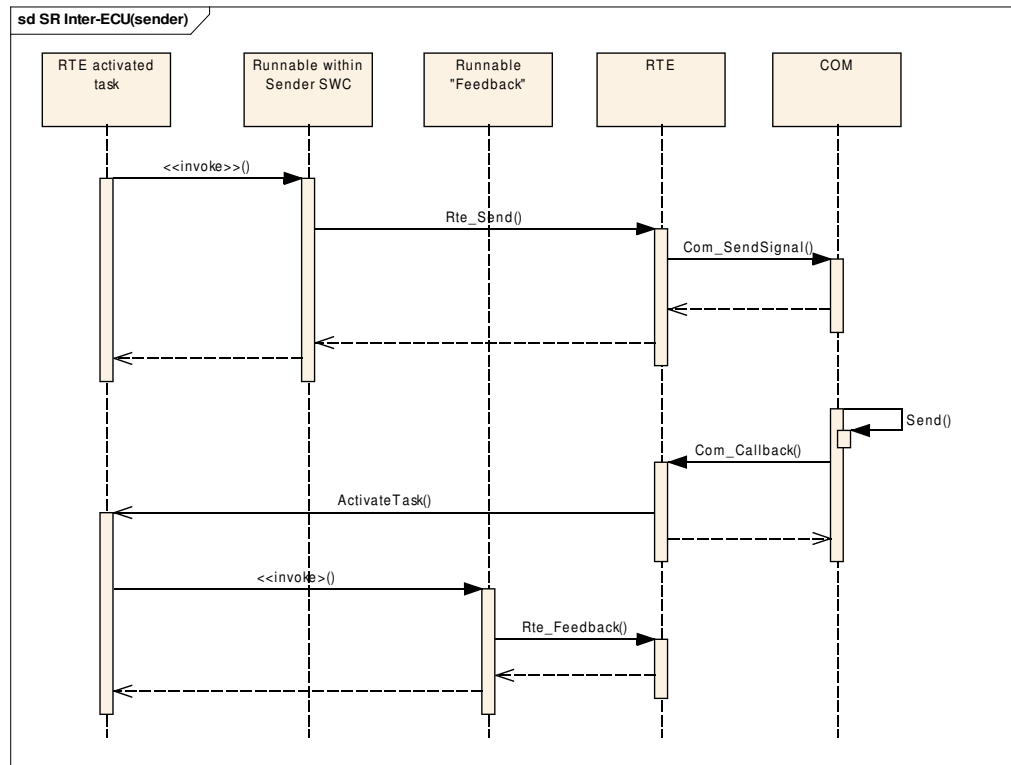 sd SR Inter-ECU(sender)
RTE activated
task
Runnable within
Sender SWC
Runnable
"Feedback"
RTE
COM
<<invoke>>()
Rte_Send()
Com_SendSignal()
Send()
Com_Callback()
ActivateTask()
<<invoke>()
Rte_Feedback()